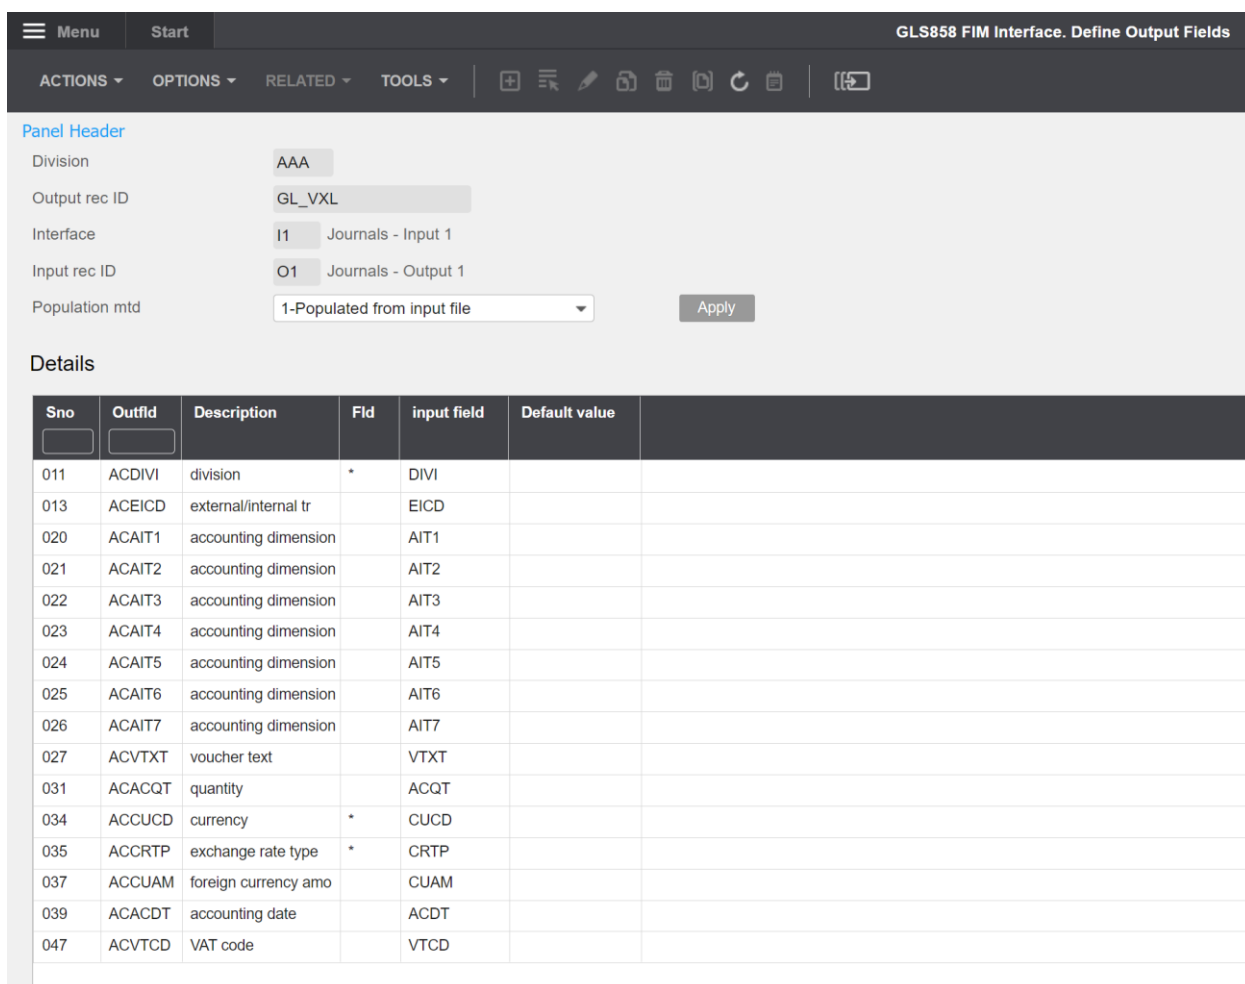 Menu Start GLS858 FIM Interface. Define Output Fields
ACTIONS OPTIONS RELATED TOOLS
Panel Header
Division AAA
Output rec ID GL_VXL
Interface I1 Journals - Input 1
Input rec ID O1 Journals - Output 1
Population mtd 1-Populated from input file Apply
Details
Sno Outfld Description Fld input field Default value
011 ACDIVI division * DIVI
013 ACEICD external/internal tr EICD
020 ACAIT1 accounting dimension AIT1
021 ACAIT2 accounting dimension AIT2
022 ACAIT3 accounting dimension AIT3
023 ACAIT4 accounting dimension AIT4
024 ACAIT5 accounting dimension AIT5
025 ACAIT6 accounting dimension AIT6
026 ACAIT7 accounting dimension AIT7
027 ACVTXT voucher text VTXT
031 ACACQT quantity ACQT
034 ACCUCD currency * CUCD
035 ACCRTP exchange rate type * CRTP
037 ACCUAM foreign currency amo CUAM
039 ACACDT accounting date ACDT
047 ACVTCD VAT code VTCD